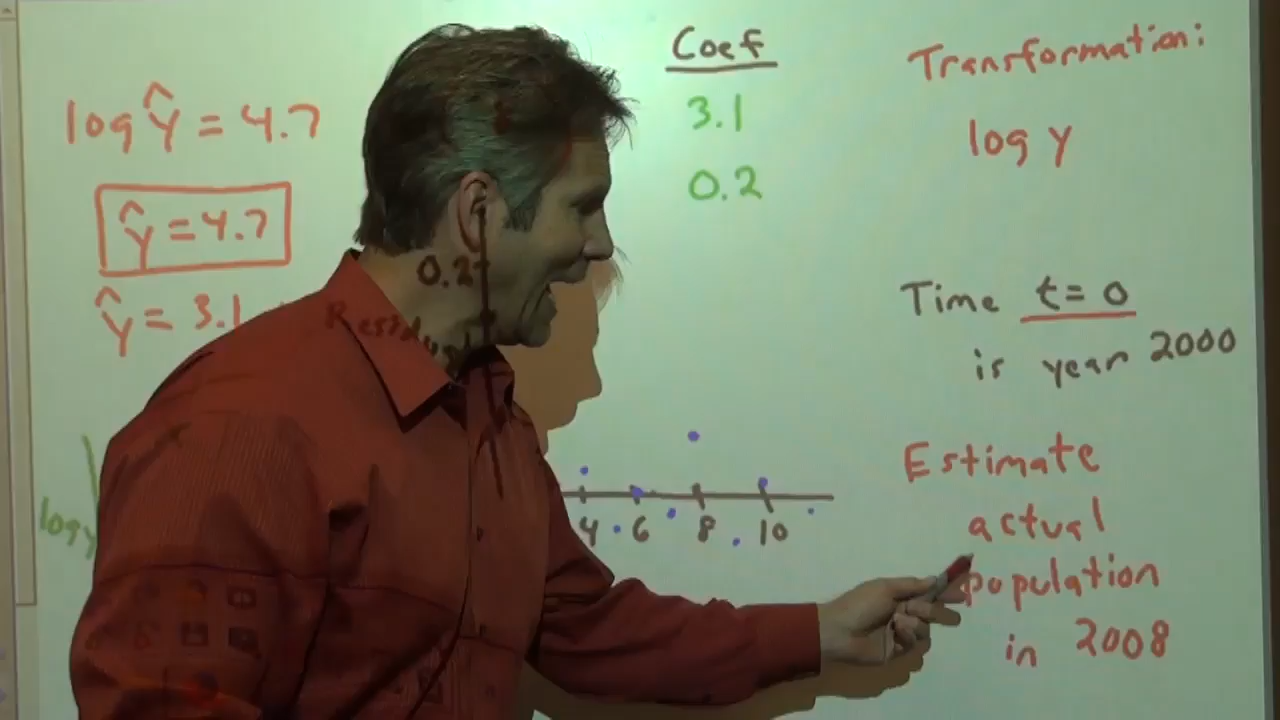 log ŷ = 4.7
ŷ = 4.7
ŷ = 3.1
Coef
3.1
0.2
Transformation:
log y
0.2
Residual
log y
4 6 8 10
Time t = 0
is year 2000
Estimate
actual
population
in 2008